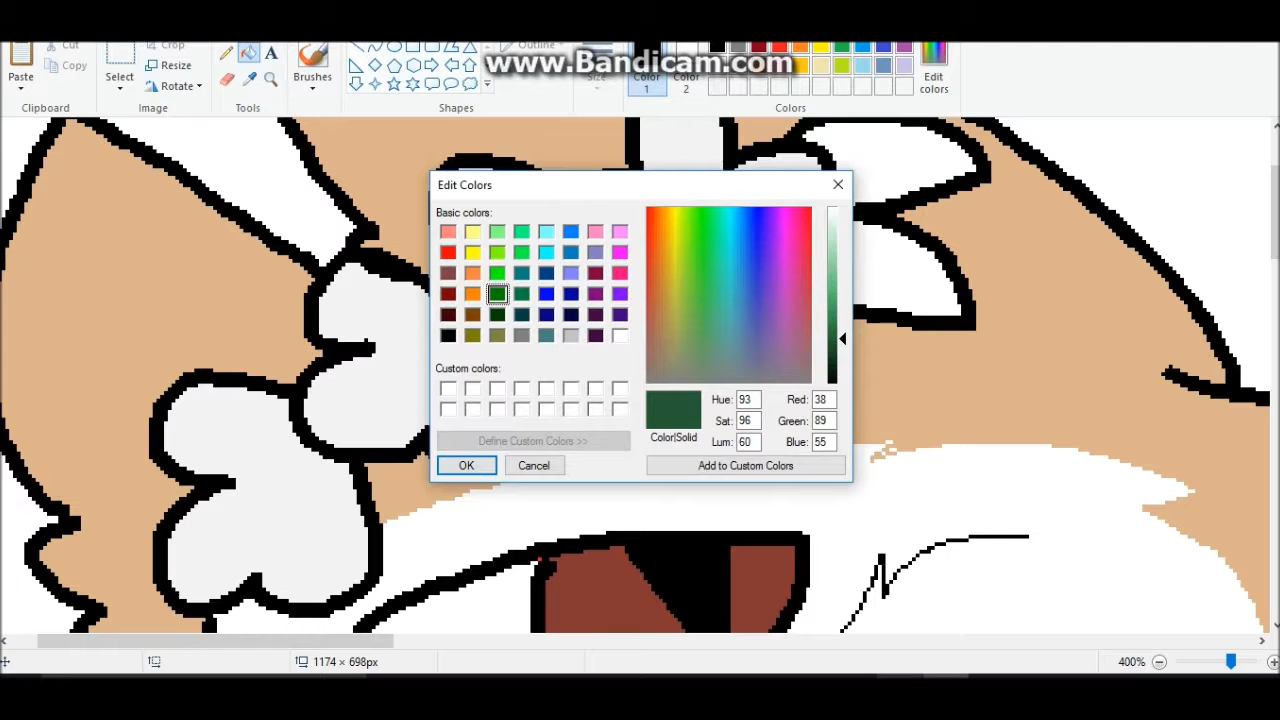 Cut
Crop
Outline
www.Bandicam.com
Copy
Resize
Paste
Select
Rotate
A
Brushes
Size
Color
1
Color
2
Edit
colors
Clipboard
Image
Tools
Shapes
Colors
Edit Colors
Basic colors:
Custom colors:
Hue: 93 Red: 38
Sat: 96 Green: 89
Color|Solid
Lum: 60 Blue: 55
Define Custom Colors >>
OK
Cancel
Add to Custom Colors
1174 × 698px
400%